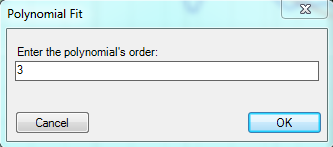 Polynomial Fit
Enter the polynomial's order:
3
Cancel OK